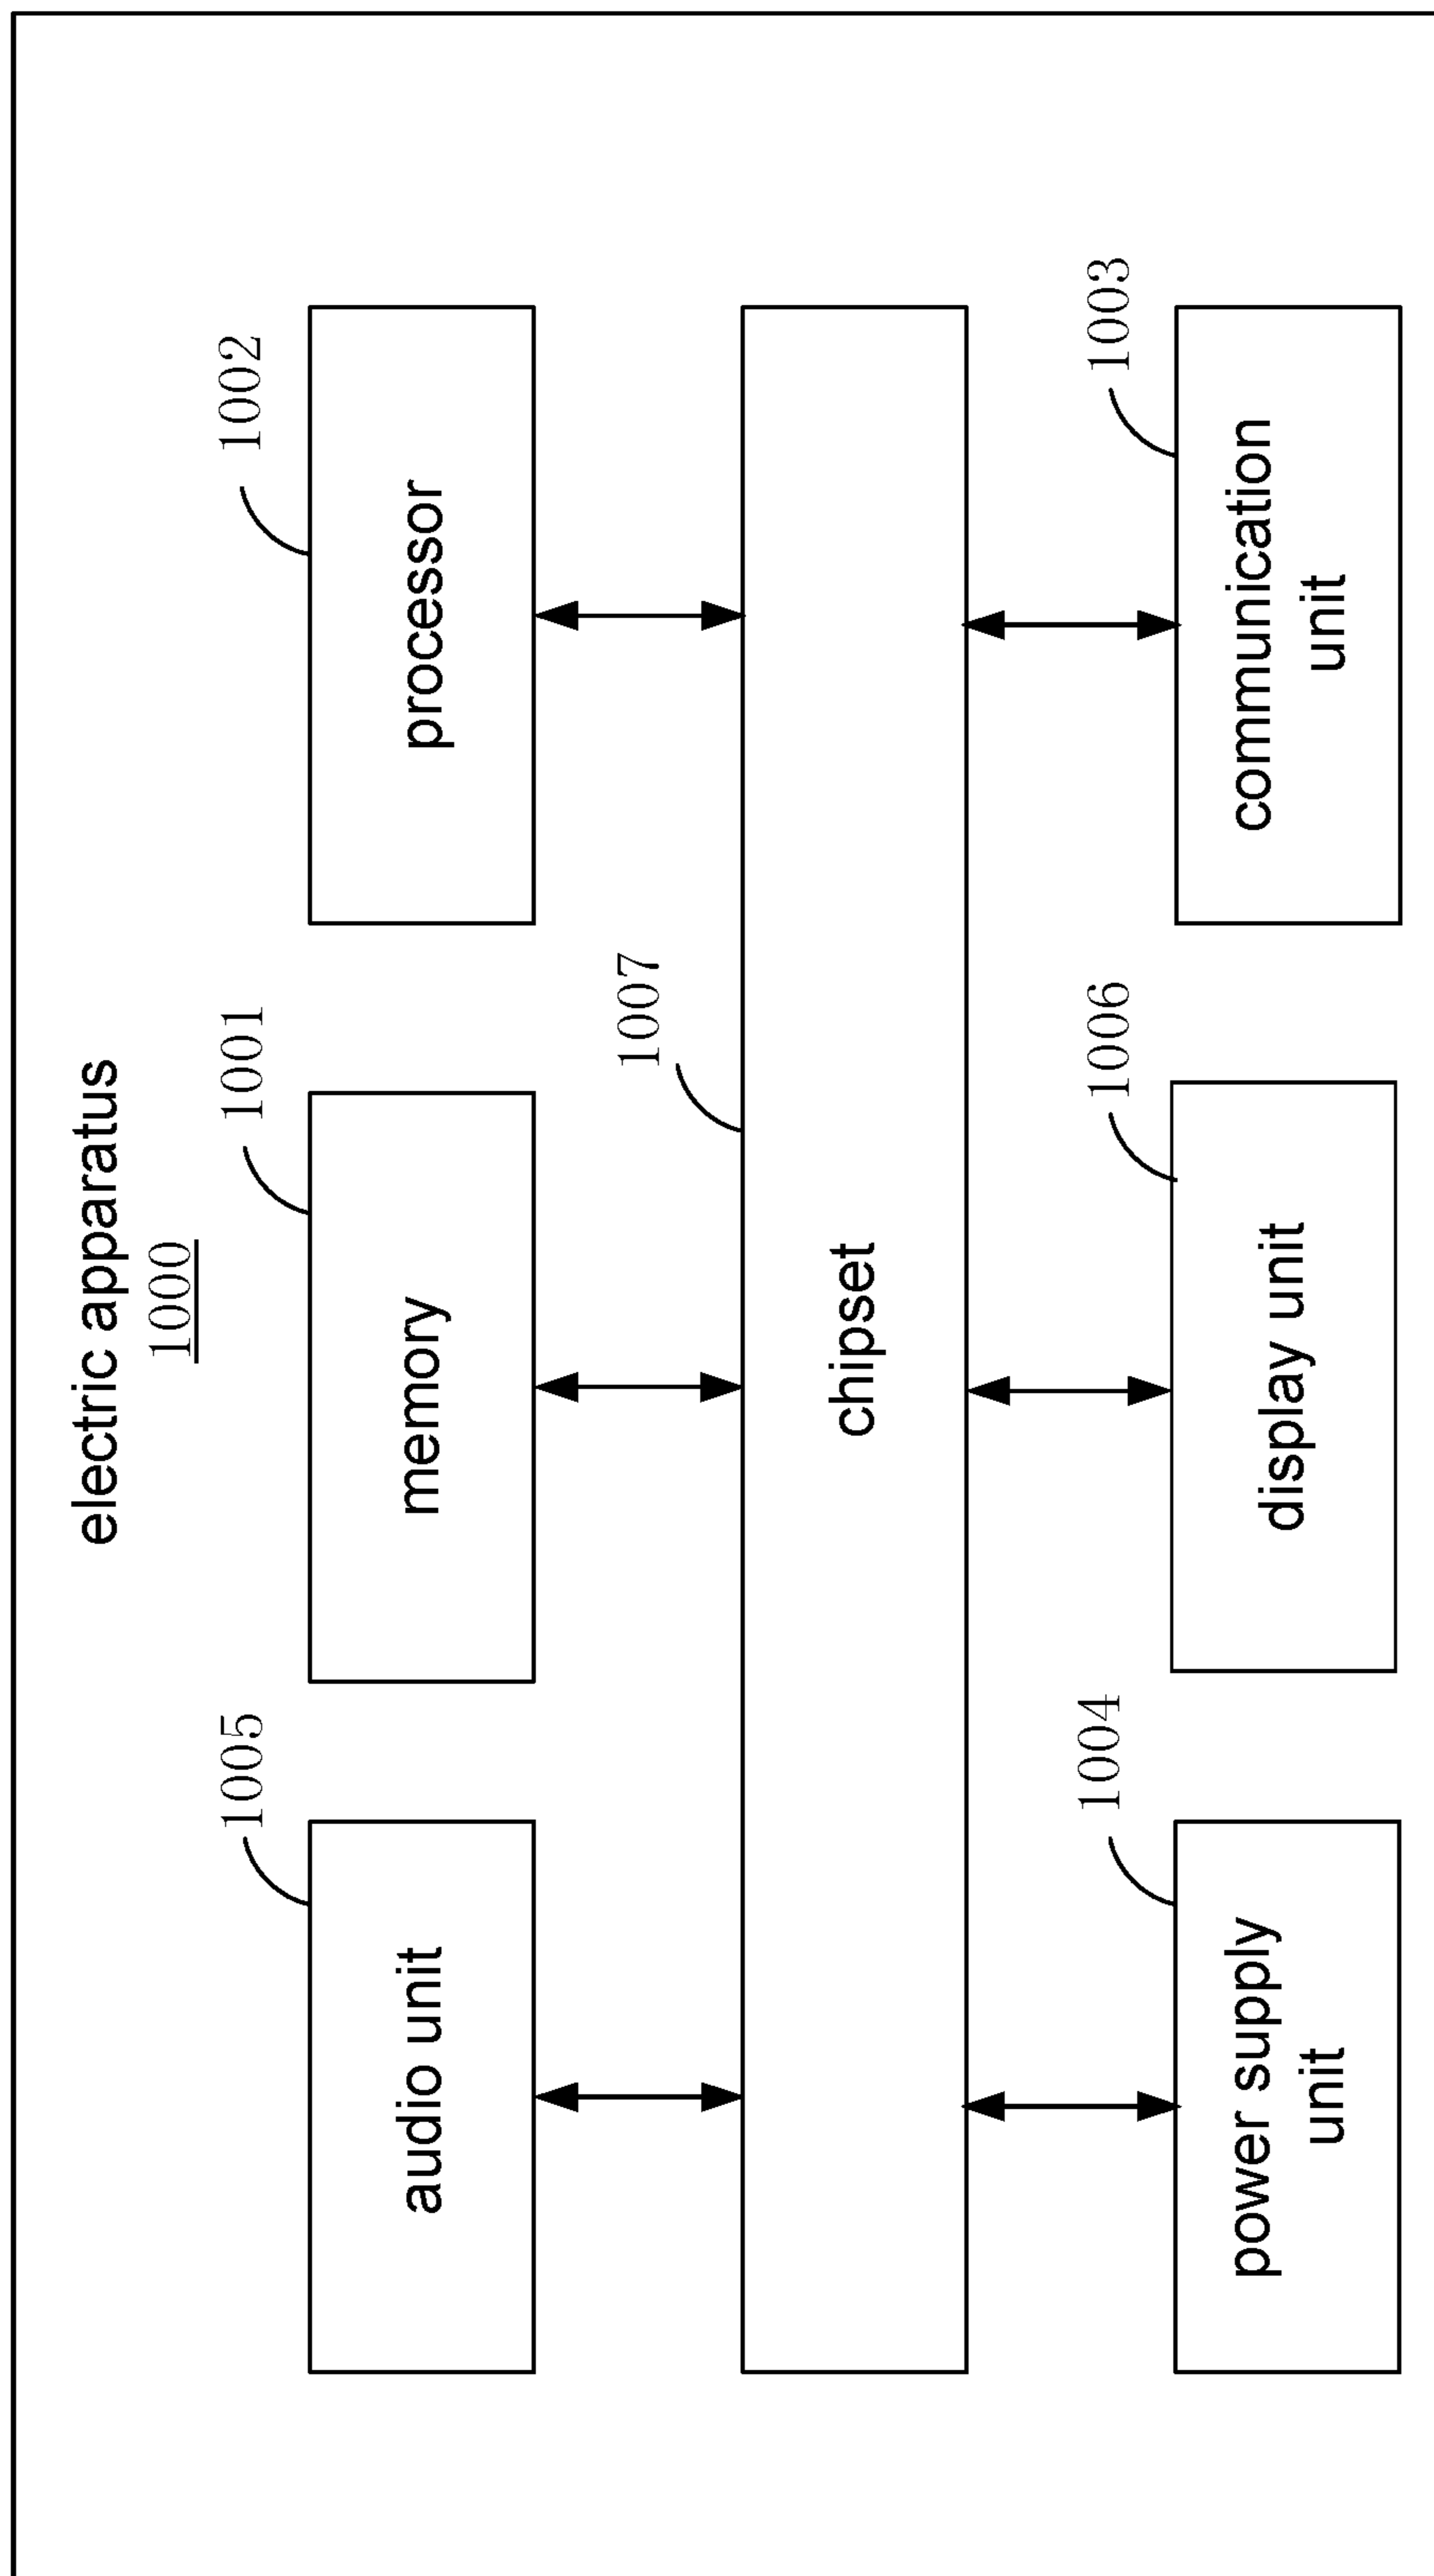 electric apparatus
1000
1005
1001
1002
audio unit
memory
processor
1007
chipset
1004
1006
1003
power supply
unit
display unit
communication
unit